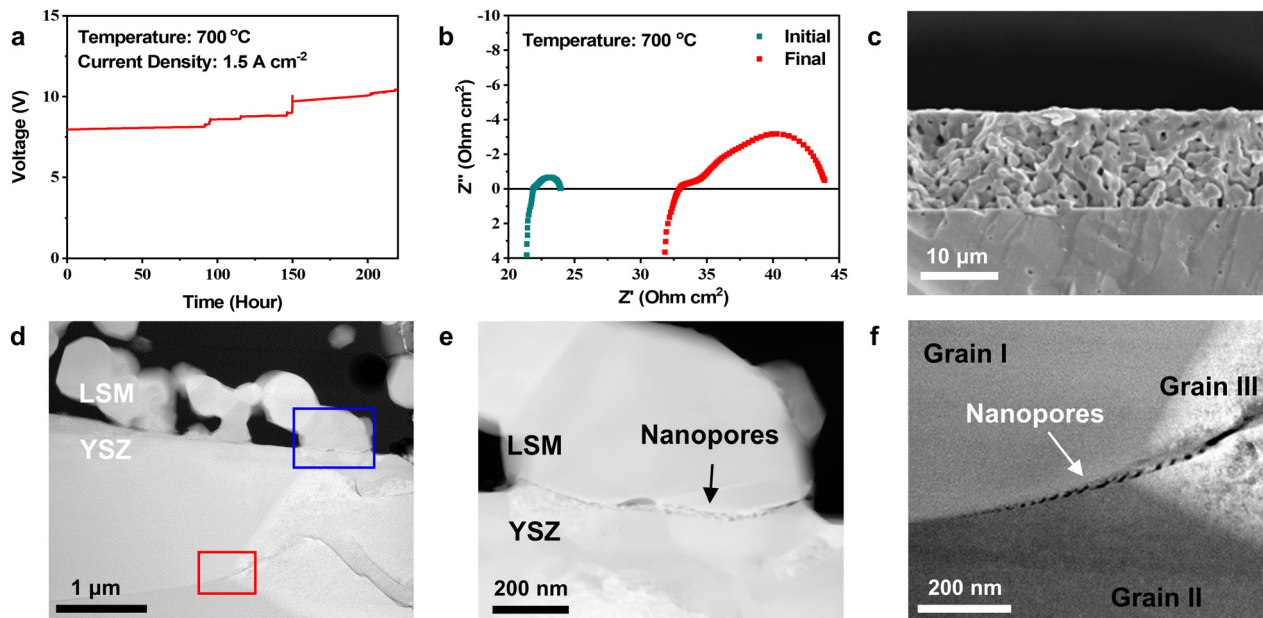 a
Temperature: 700 °C
Current Density: 1.5 A cm⁻²
15
10
5
0
Voltage (V)
0 50 100 150 200
Time (Hour)
b
Temperature: 700 °C
Initial
Final
-10
-8
-6
-4
-2
0
2
4
Z'' (Ohm cm²)
20 25 30 35 40 45
Z' (Ohm cm²)
c
10 μm
d
LSM
YSZ
1 μm
e
LSM
Nanopores
YSZ
200 nm
f
Grain I
Grain III
Nanopores
200 nm
Grain II